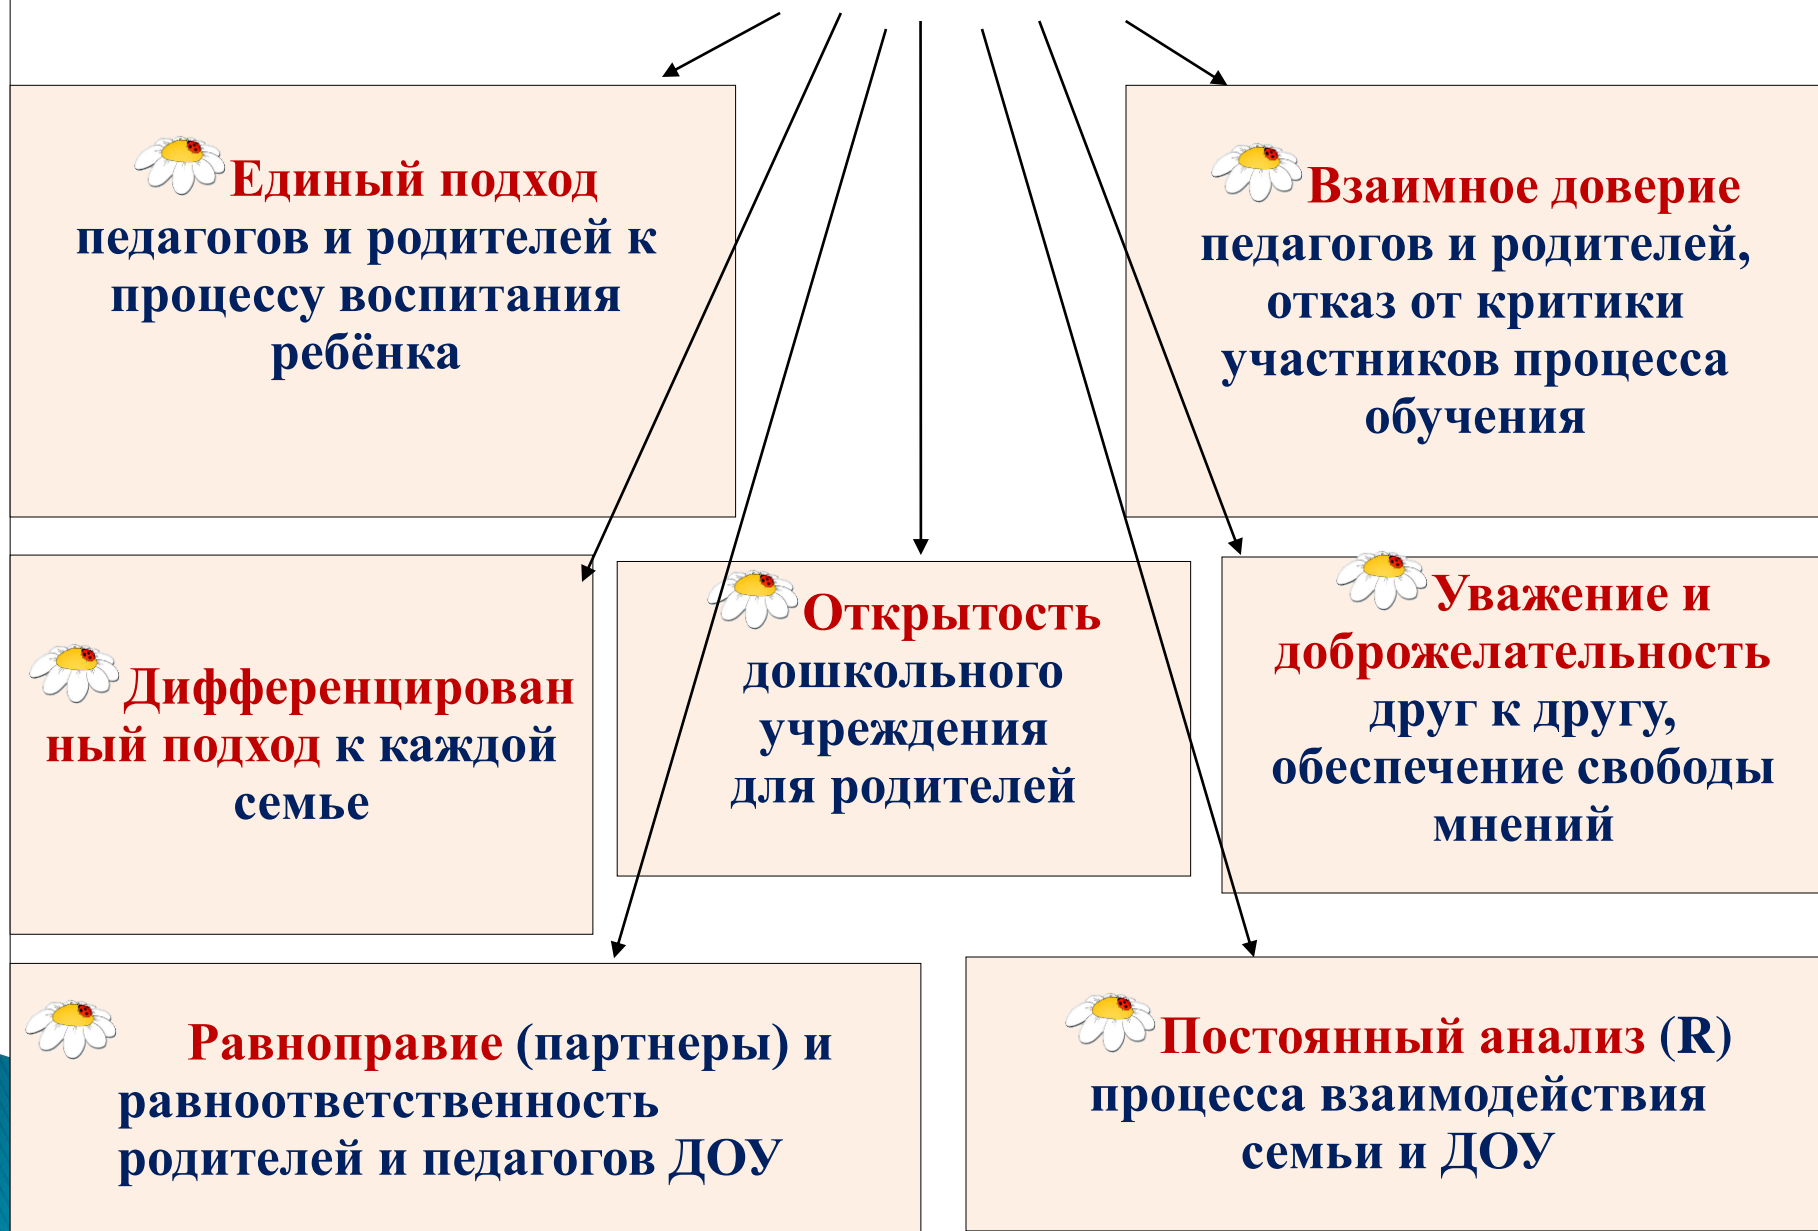 Единый подход
педагогов и родителей к
процессу воспитания
ребёнка
Взаимное доверие
педагогов и родителей,
отказ от критики
участников процесса
обучения
Дифференцирован
ный подход к каждой
семье
Открытость
дошкольного
учреждения
для родителей
Уважение и
доброжелательность
друг к другу,
обеспечение свободы
мнений
Равноправие (партнеры) и
равноответственность
родителей и педагогов ДОУ
Постоянный анализ (R)
процесса взаимодействия
семьи и ДОУ